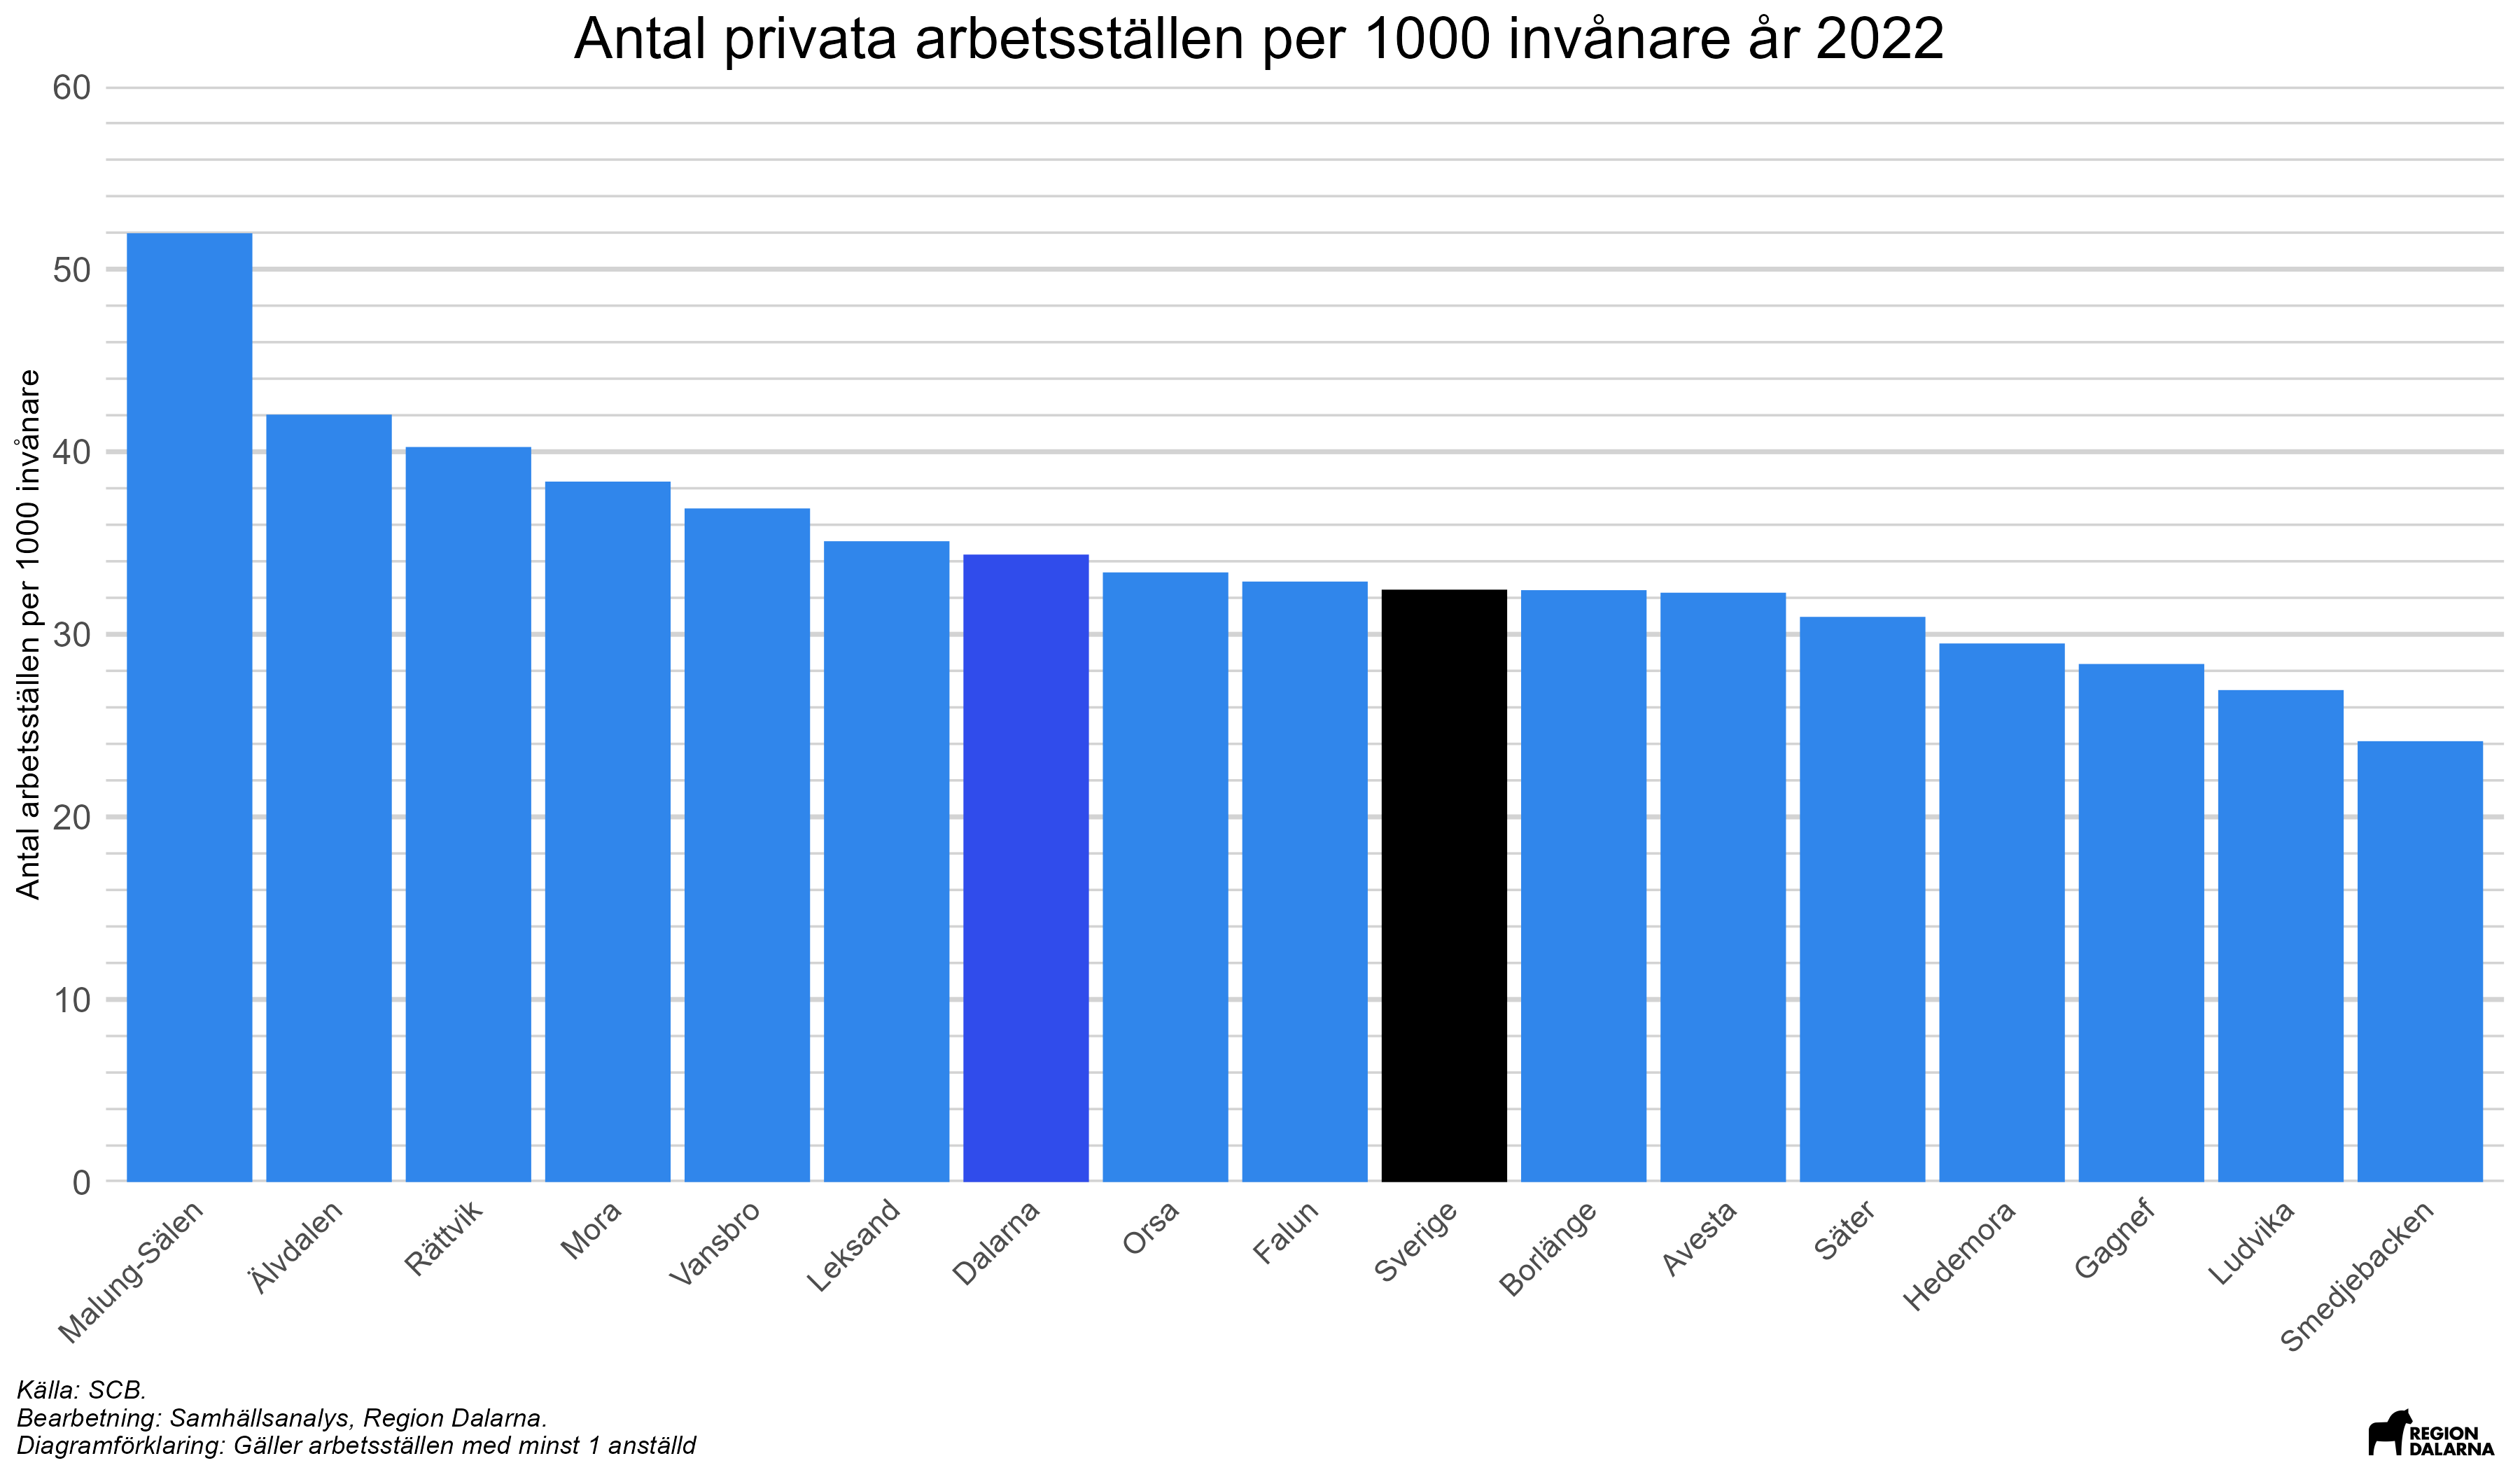 Antal privata arbetsställen per 1000 invånare år 2022
Antal arbetsställen per 1000 invånare
60
50
40
30
20
10
0
Malung-Sälen
Älvdalen
Rättvik
Mora
Vansbro
Leksand
Dalarna
Orsa
Falun
Sverige
Borlänge
Avesta
Säter
Hedemora
Gagnef
Ludvika
Smedjebacken
Källa: SCB.
Bearbetning: Samhällsanalys, Region Dalarna.
Diagramförklaring: Gäller arbetsställen med minst 1 anställd
REGION
DALARNA